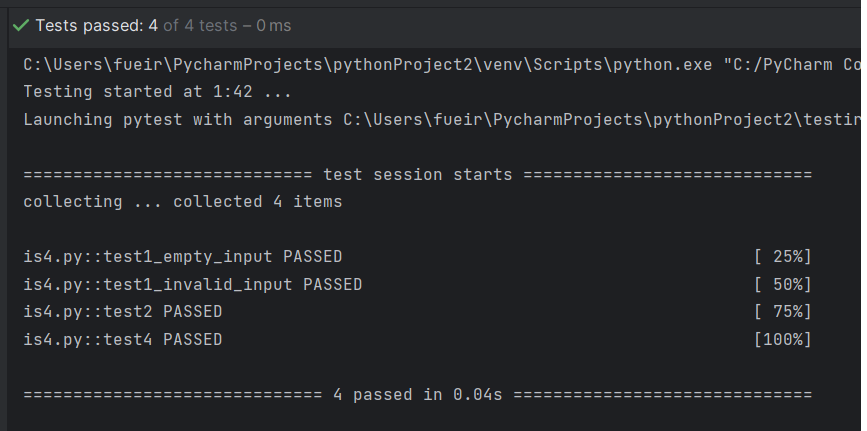 Tests passed: 4 of 4 tests – 0 ms
C:\Users\fueir\PycharmProjects\pythonProject2\venv\Scripts\python.exe "C:/PyCharm Co
Testing started at 1:42 ...
Launching pytest with arguments C:\Users\fueir\PycharmProjects\pythonProject2\testin
============================= test session starts =============================
collecting ... collected 4 items
is4.py::test1_empty_input PASSED [ 25%]
is4.py::test1_invalid_input PASSED [ 50%]
is4.py::test2 PASSED [ 75%]
is4.py::test4 PASSED [100%]
============================== 4 passed in 0.04s ==============================